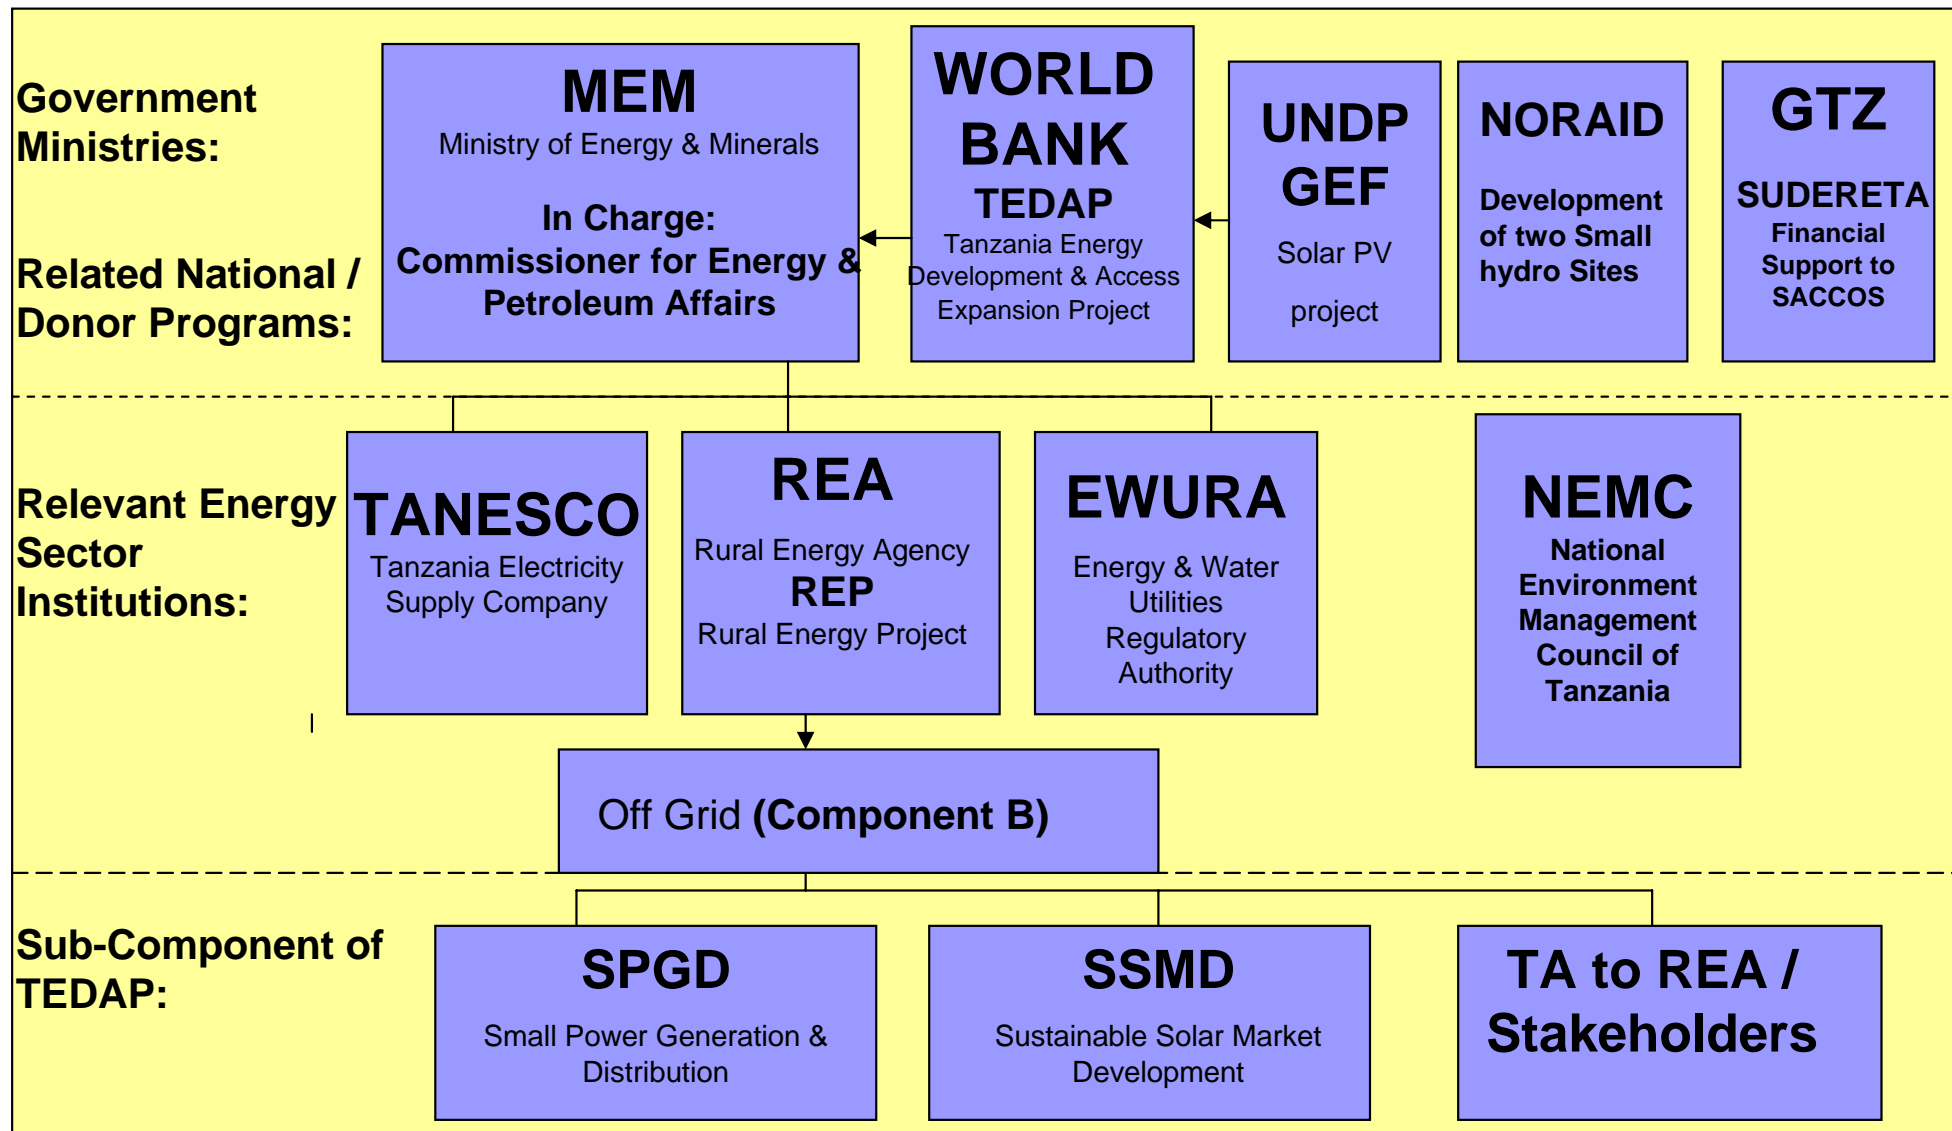 Government
Ministries:
Related National /
Donor Programs:
MEM
Ministry of Energy & Minerals
In Charge:
Commissioner for Energy &
Petroleum Affairs
WORLD
BANK
TEDAP
Tanzania Energy
Development & Access
Expansion Project
UNDP
GEF
Solar PV
project
NORAID
Development
of two Small
hydro Sites
GTZ
SUDERETA
Financial
Support to
SACCOS
Relevant Energy
Sector
Institutions:
TANESCO
Tanzania Electricity
Supply Company
REA
Rural Energy Agency
REP
Rural Energy Project
EWURA
Energy & Water
Utilities
Regulatory
Authority
NEMC
National
Environment
Management
Council of
Tanzania
Off Grid (Component B)
Sub-Component of
TEDAP:
SPGD
Small Power Generation &
Distribution
SSMD
Sustainable Solar Market
Development
TA to REA /
Stakeholders